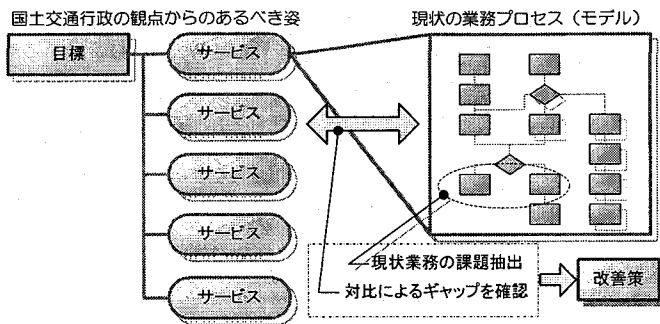 国土交通行政の観点からのあるべき姿
現状の業務プロセス（モデル）
目標
サービス
サービス
サービス
サービス
サービス
現状業務の課題抽出
対比によるギャップを確認
改善策